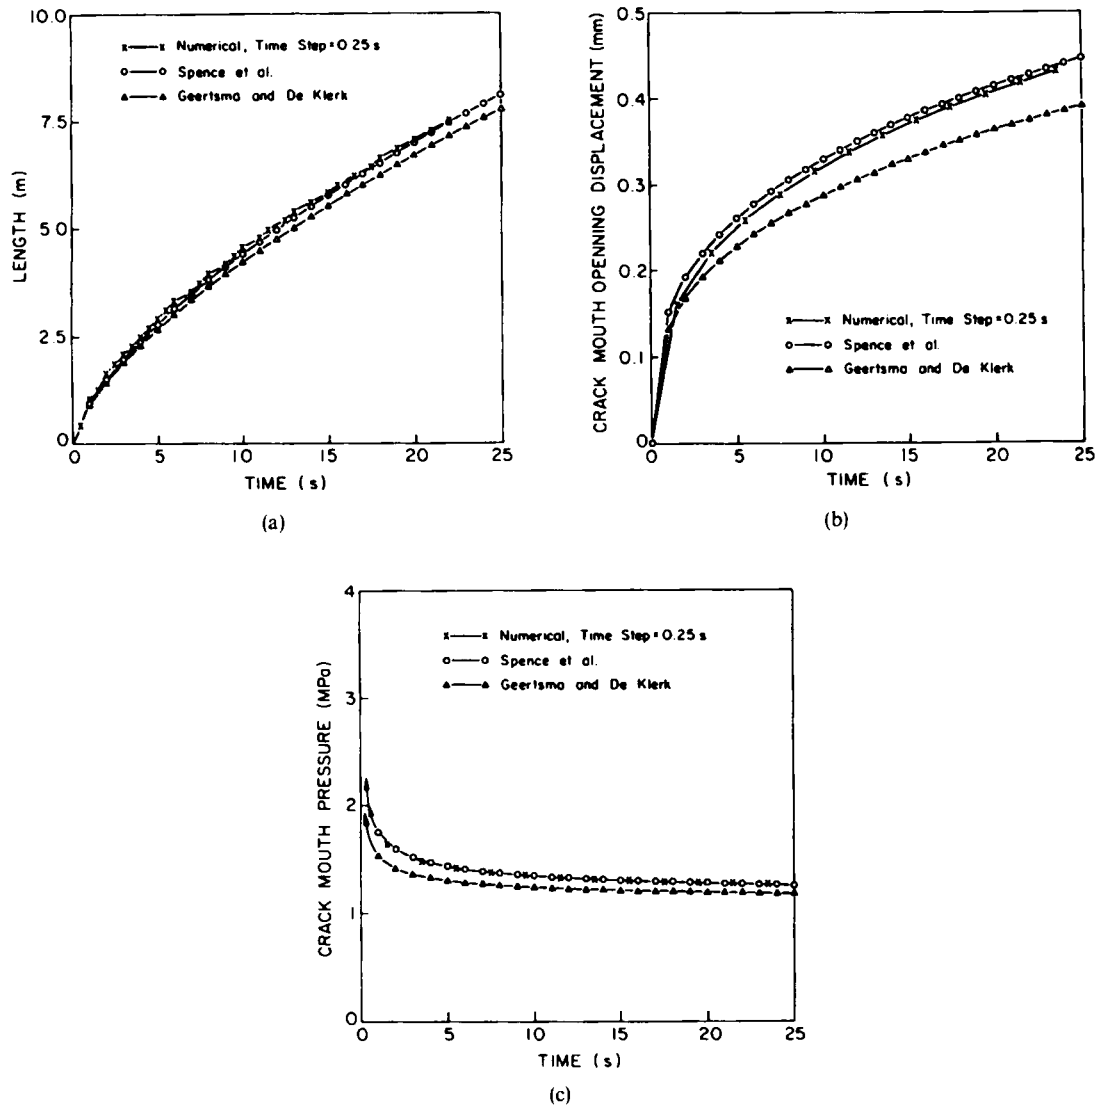 10.0
7.5
5.0
2.5
0
LENGTH (m)
Numerical, Time Step=0.25 s
Spence et al.
Geertsma and De Klerk
0 5 10 15 20 25
TIME (s)
(a)
0.5
0.4
0.3
0.2
0.1
0
CRACK MOUTH OPENNING DISPLACEMENT (mm)
Numerical, Time Step=0.25 s
Spence et al.
Geertsma and De Klerk
0 5 10 15 20 25
TIME (s)
(b)
4
3
2
1
0
CRACK MOUTH PRESSURE (MPa)
Numerical, Time Step=0.25 s
Spence et al.
Geertsma and De Klerk
0 5 10 15 20 25
TIME (s)
(c)